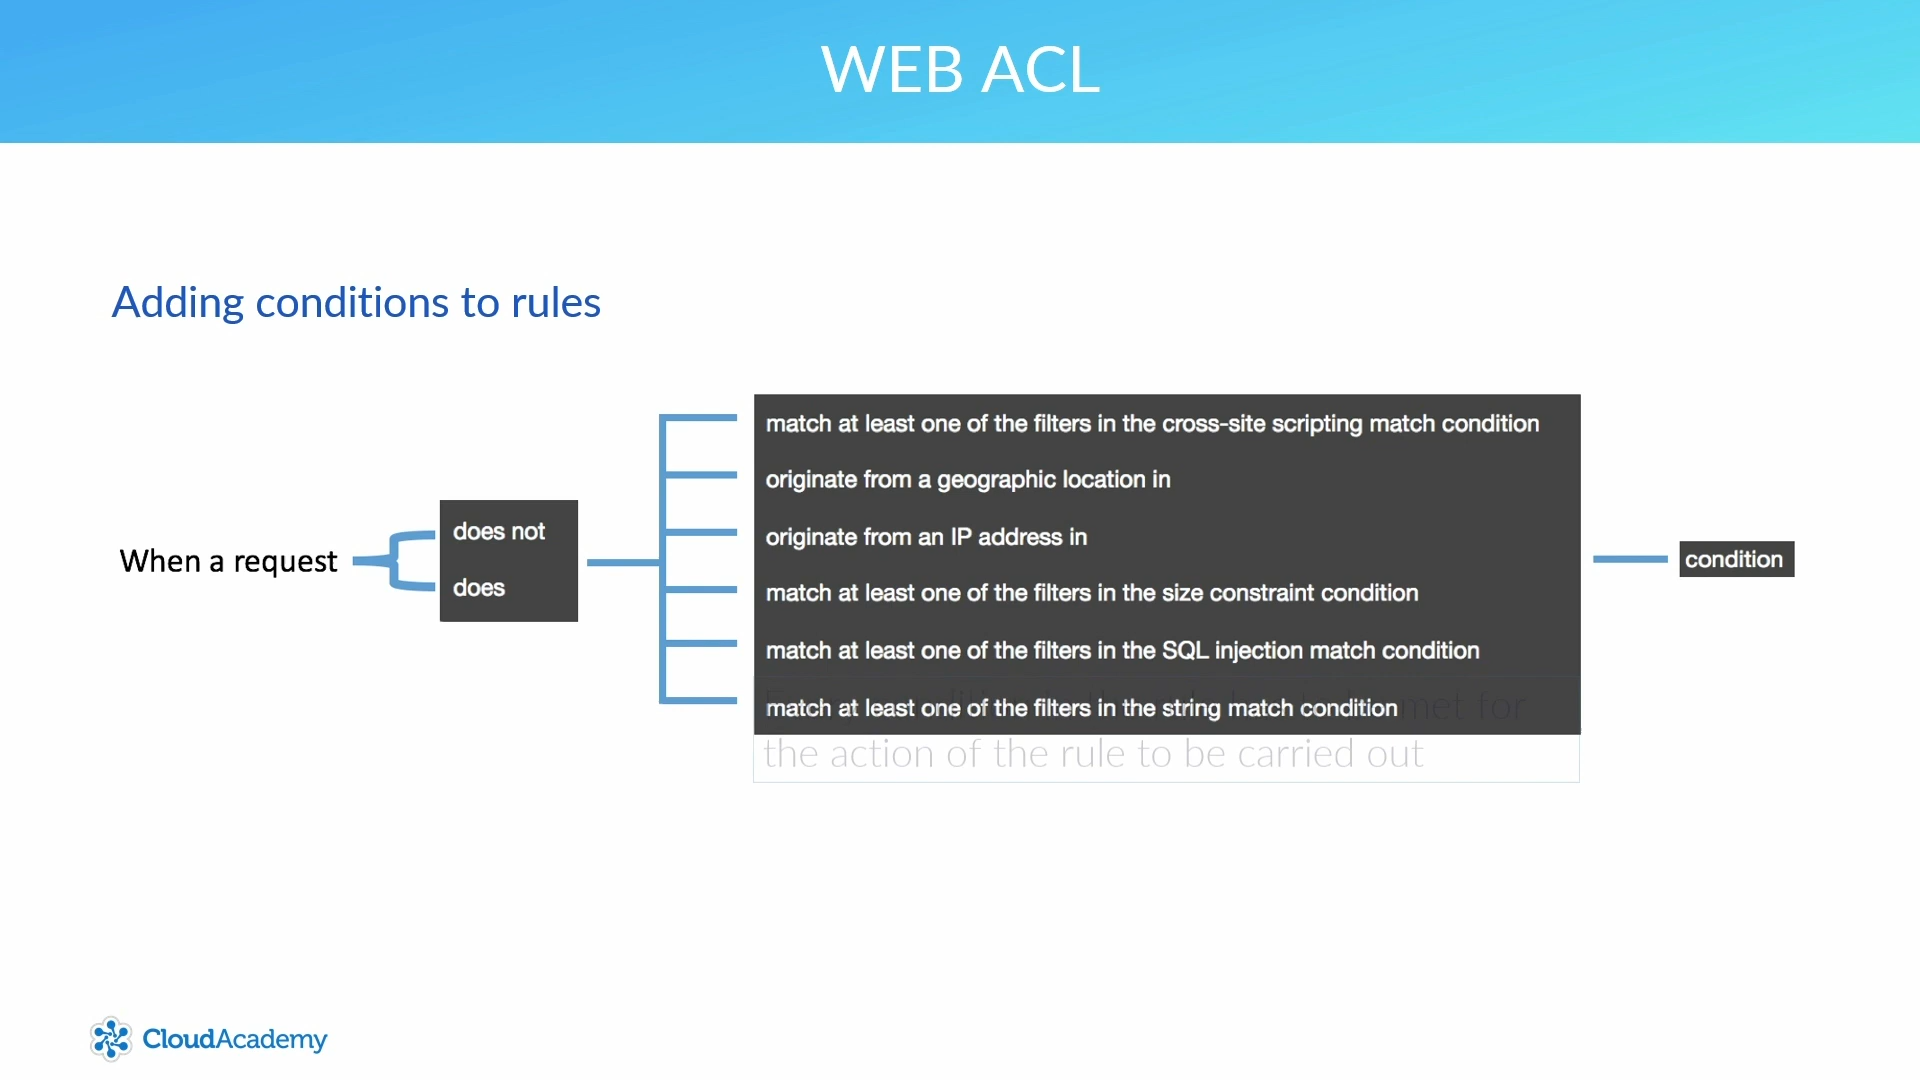 WEB ACL
Adding conditions to rules
When a request
does not
does
match at least one of the filters in the cross-site scripting match condition
originate from a geographic location in
originate from an IP address in
match at least one of the filters in the size constraint condition
match at least one of the filters in the SQL injection match condition
match at least one of the filters in the string match condition
met for
the action of the rule to be carried out
condition
CloudAcademy